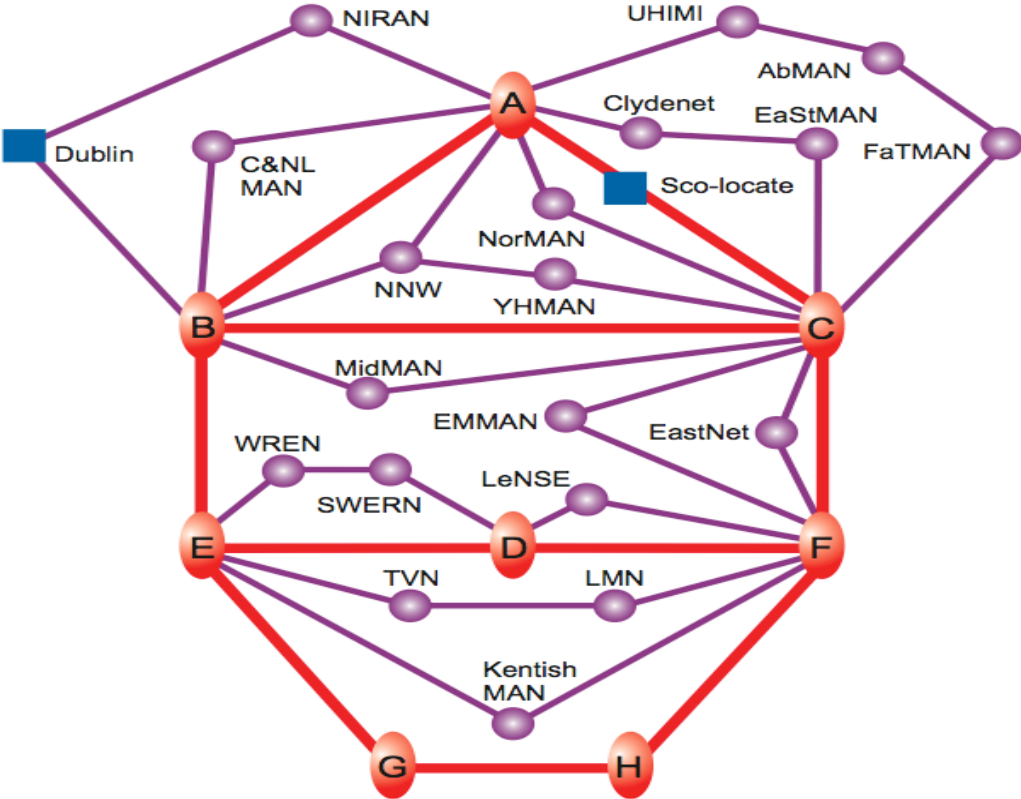 NIRAN
UHIMI
AbMAN
A
Clydenet
EaStMAN
Dublin
C&NL
MAN
FaTMAN
Sco-locate
NorMAN
NNW
YHMAN
B
C
MidMAN
EMMAN
EastNet
WREN
SWERN
LeNSE
E
D
F
TVN
LMN
Kentish
MAN
G
H